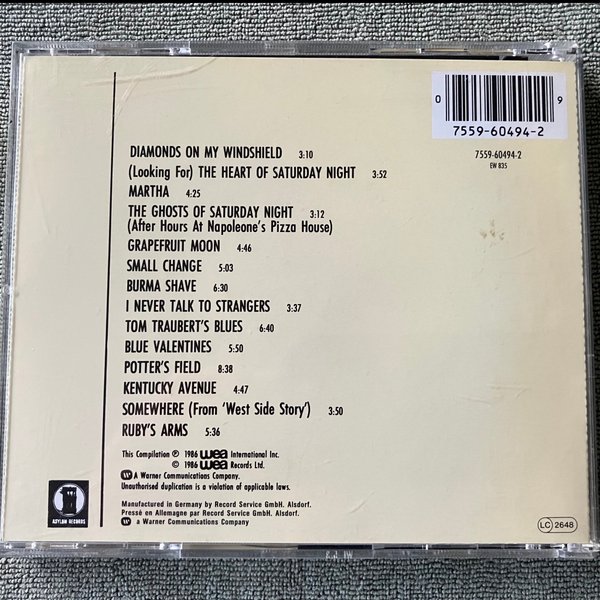 0 9
7559-60494-2
7559-60494-2
EW 835
DIAMONDS ON MY WINDSHIELD 3:10
(Looking For) THE HEART OF SATURDAY NIGHT 3:52
MARTHA 4:25
THE GHOSTS OF SATURDAY NIGHT 3:12
(After Hours At Napoleone's Pizza House)
GRAPEFRUIT MOON 4:46
SMALL CHANGE 5:03
BURMA SHAVE 6:30
I NEVER TALK TO STRANGERS 3:37
TOM TRAUBERT'S BLUES 6:40
BLUE VALENTINES 5:50
POTTER'S FIELD 8:38
KENTUCKY AVENUE 4:47
SOMEWHERE (From 'West Side Story') 3:50
RUBY'S ARMS 5:36
This Compilation ℗ 1986 wea International Inc.
© 1986 wea Records Ltd.
A Warner Communications Company.
Unauthorised duplication is a violation of applicable laws.
Manufactured in Germany by Record Service GmbH. Alsdorf.
Pressé en Allemagne par Record Service GmbH. Alsdorf.
a Warner Communications Company
ASYLUM RECORDS
LC 2648